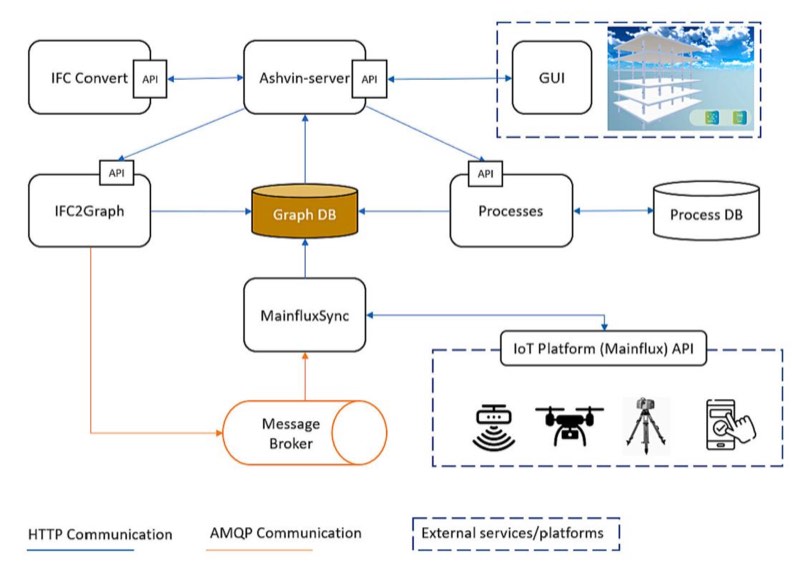 IFC Convert
API
Ashvin-server
API
GUI
API
IFC2Graph
Graph DB
API
Processes
Process DB
MainfluxSync
IoT Platform (Mainflux) API
Message
Broker
HTTP Communication
AMQP Communication
External services/platforms